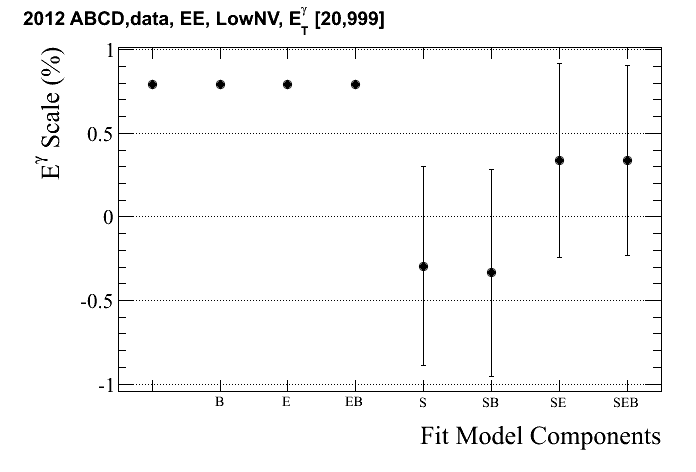 2012 ABCD,data, EE, LowNV, E_T^γ [20,999]
E^γ Scale (%)
1
0.5
0
-0.5
-1
B E EB S SB SE SEB
Fit Model Components